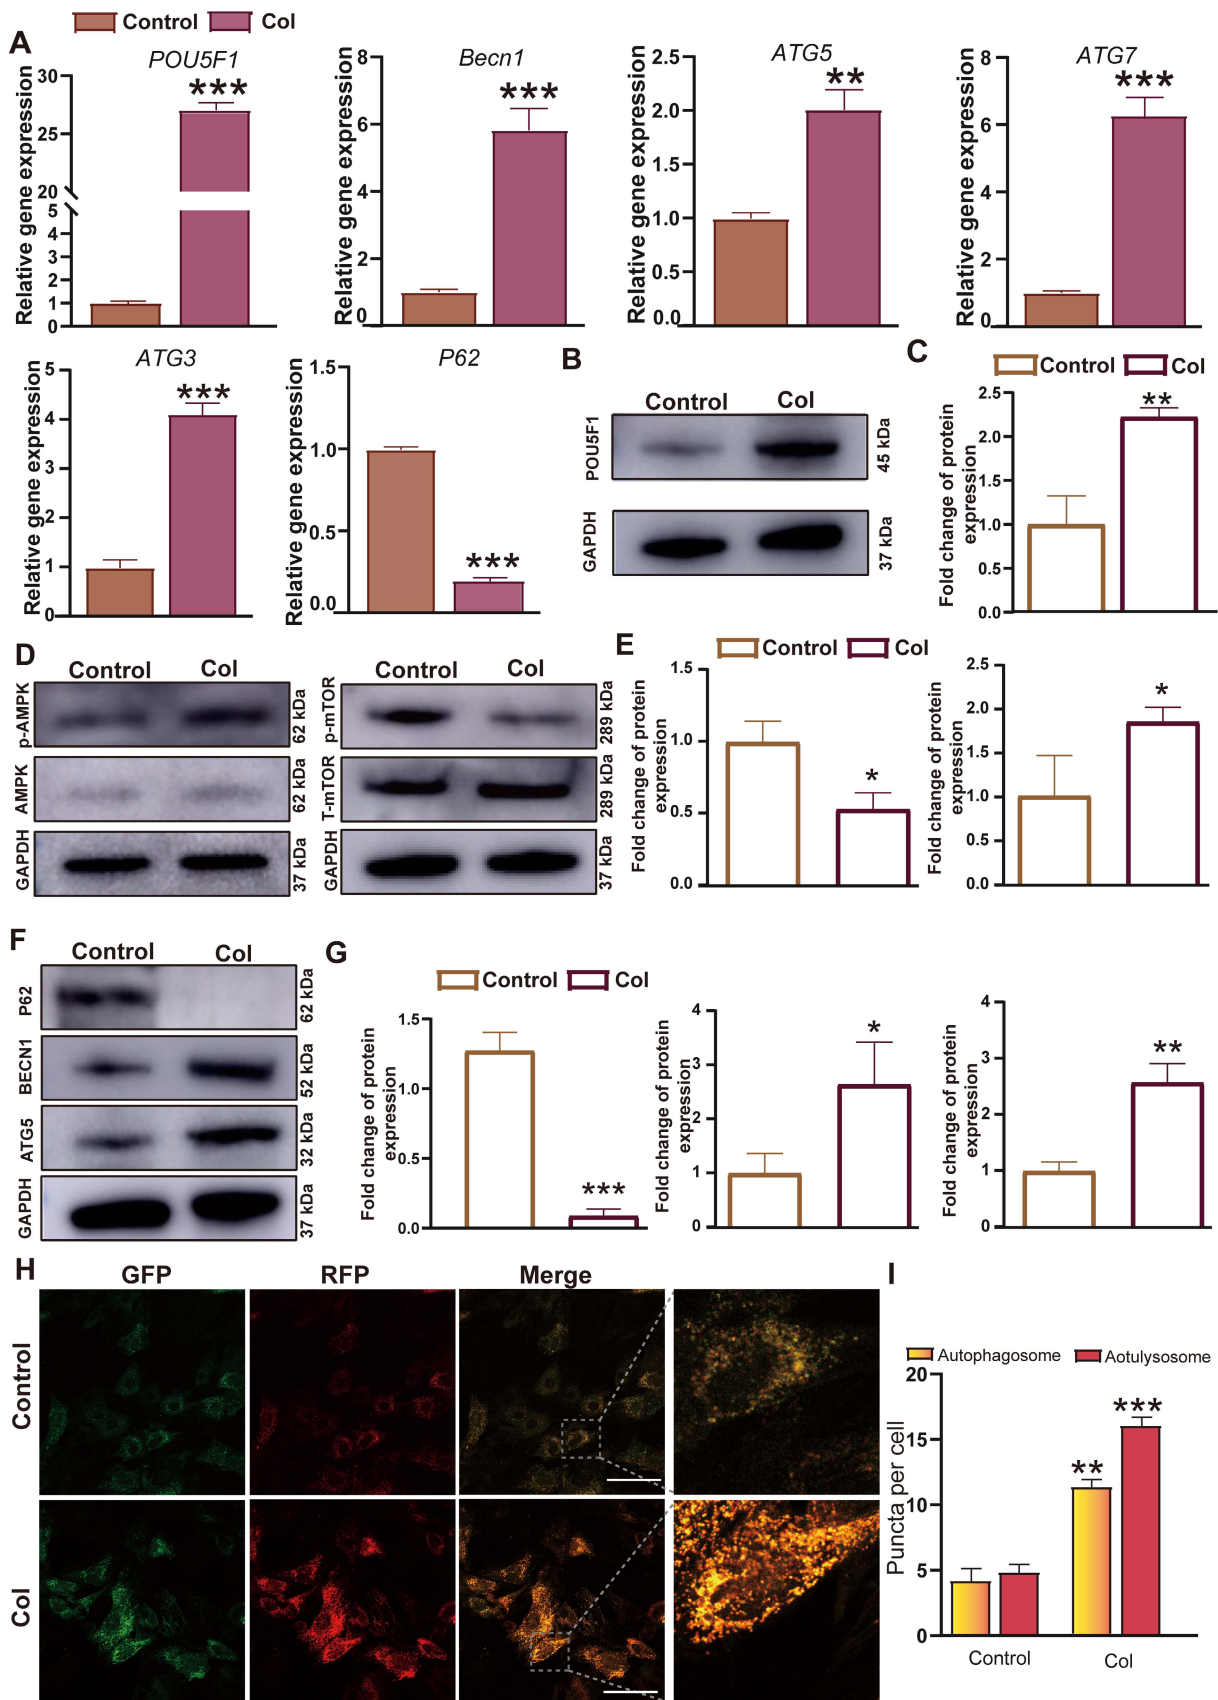 Control Col
A
POU5F1
Relative gene expression
30
25
20
5
4
3
2
1
0
***
Becn1
Relative gene expression
8
6
4
2
0
***
ATG5
Relative gene expression
2.5
2.0
1.5
1.0
0.5
0.0
**
ATG7
Relative gene expression
8
6
4
2
0
***
ATG3
Relative gene expression
5
4
3
2
1
0
***
P62
Relative gene expression
1.5
1.0
0.5
0.0
***
B
Control Col
POU5F1
45 kDa
GAPDH
37 kDa
C
Control Col
Fold change of protein
expression
2.5
2.0
1.5
1.0
0.5
0.0
**
D
Control Col
p-AMPK
62 kDa
AMPK
62 kDa
GAPDH
37 kDa
Control Col
p-mTOR
289 kDa
T-mTOR
289 kDa
GAPDH
37 kDa
E
Control Col
Fold change of protein
expression
1.5
1.0
0.5
0.0
*
Fold change of protein
expression
2.5
2.0
1.5
1.0
0.5
0.0
*
F
Control Col
P62
62 kDa
BECN1
52 kDa
ATG5
32 kDa
GAPDH
37 kDa
G
Control Col
Fold change of protein
expression
1.5
1.0
0.5
0.0
***
Fold change of protein
expression
4
3
2
1
0
*
Fold change of protein
expression
4
3
2
1
0
**
H
GFP RFP Merge
Control
Col
I
Autophagosome Aotulysosome
Puncta per cell
20
15
10
5
0
**
***
Control Col